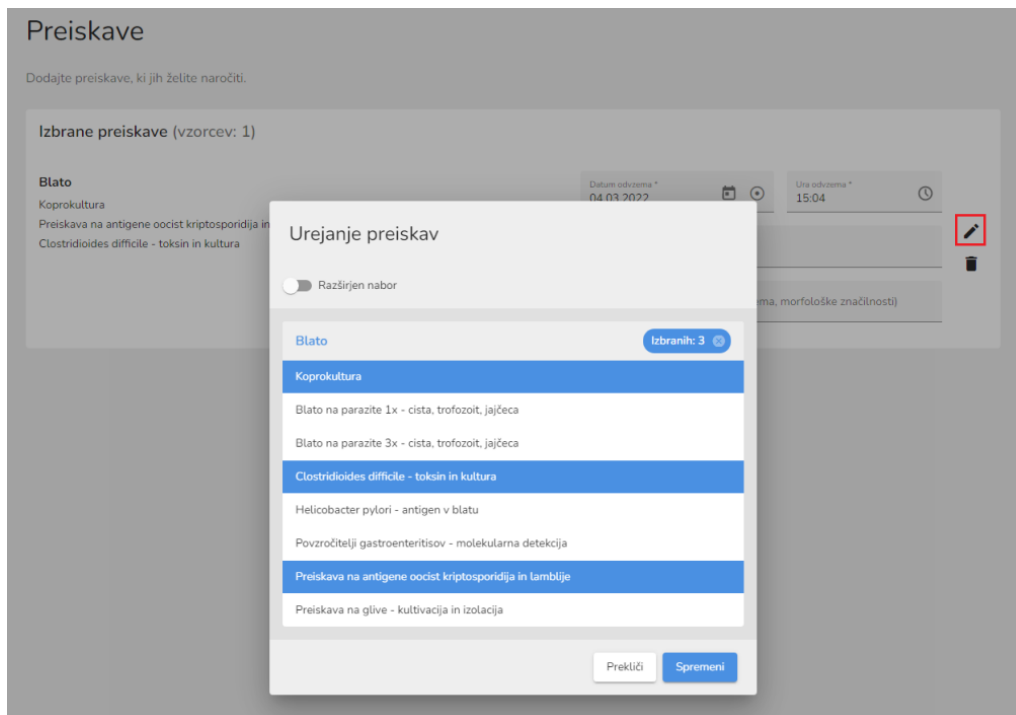 Preiskave
Dodajte preiskave, ki jih želite naročiti.
Izbrane preiskave (vzorcev: 1)
Blato
Koprokultura
Preiskava na antigene oocist kriptosporidija in
Clostridioides difficile - toksin in kultura
Datum odvzema *
04.03.2022
Ura odvzema *
15:04
ma, morfološke značilnosti)
Urejanje preiskav
Razširjen nabor
Blato
Izbranih: 3
Koprokultura
Blato na parazite 1x - cista, trofozoit, jajčeca
Blato na parazite 3x - cista, trofozoit, jajčeca
Clostridioides difficile - toksin in kultura
Helicobacter pylori - antigen v blatu
Povzročitelji gastroenteritisov - molekularna detekcija
Preiskava na antigene oocist kriptosporidija in lamblije
Preiskava na glive - kultivacija in izolacija
Prekliči
Spremeni